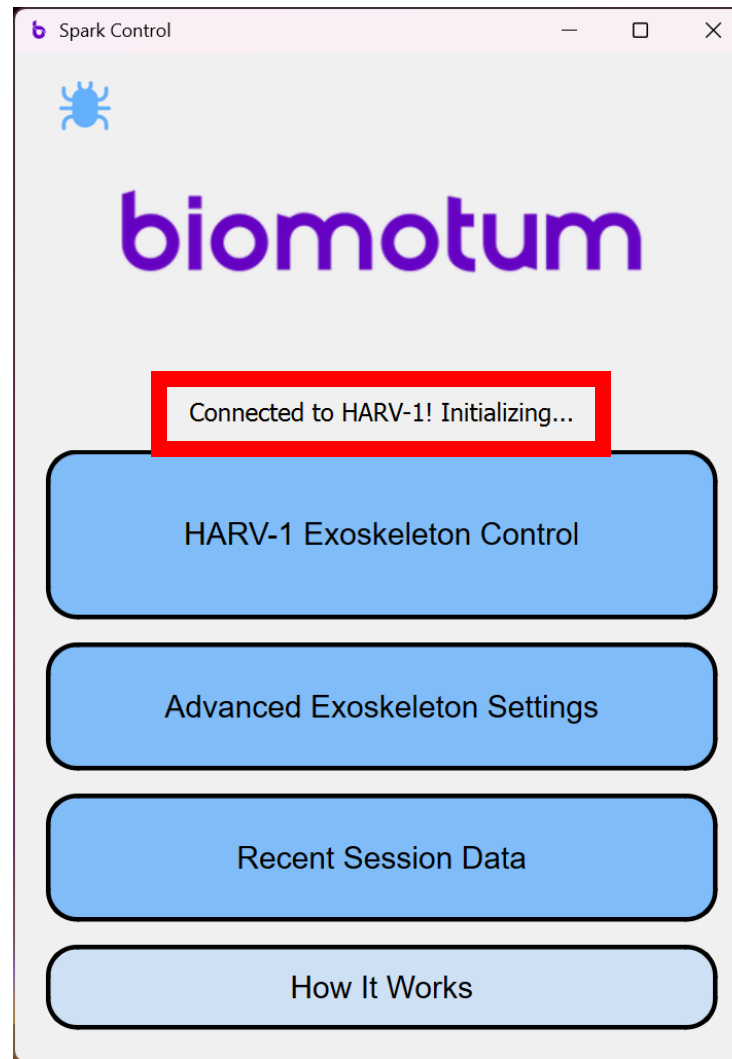 Spark Control
biomotum
Connected to HARV-1! Initializing...
HARV-1 Exoskeleton Control
Advanced Exoskeleton Settings
Recent Session Data
How It Works